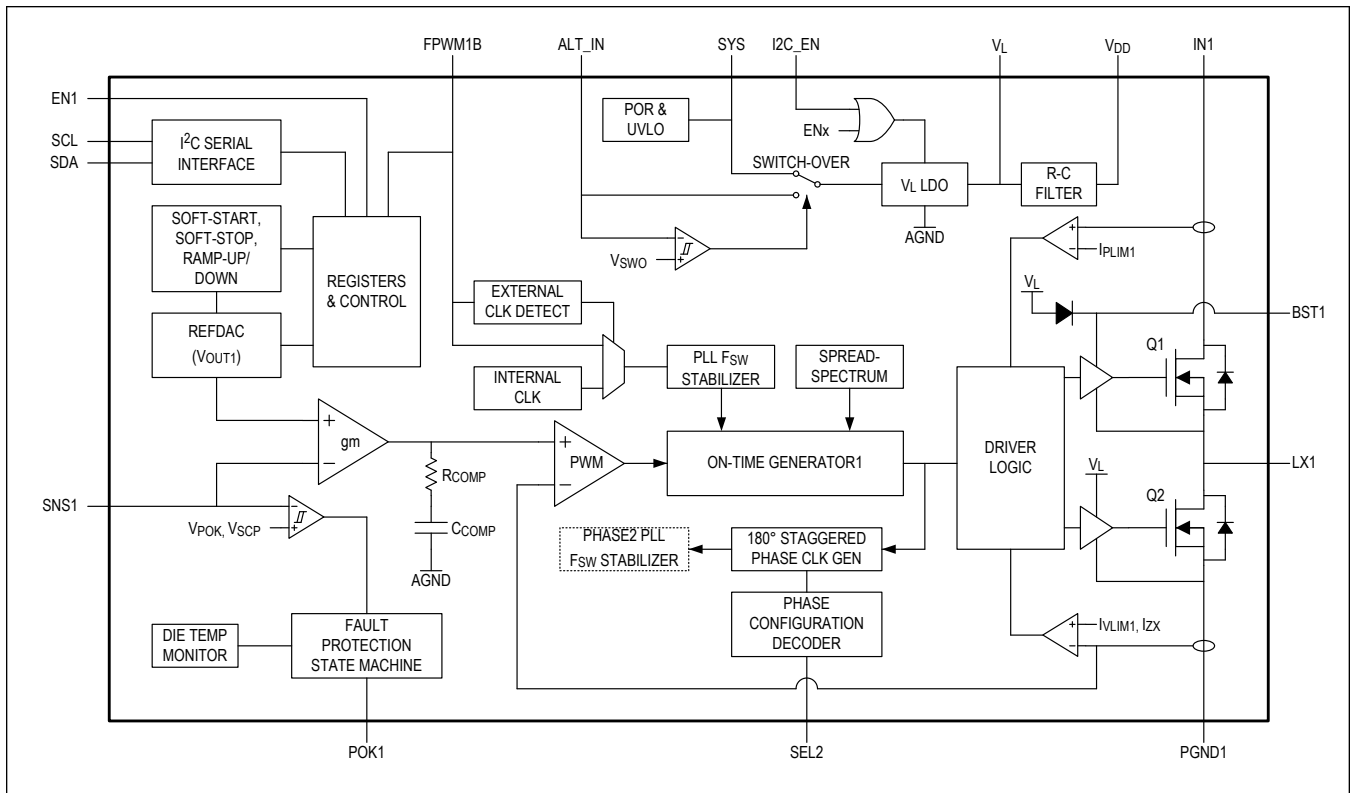 FPWM1B
ALT_IN
SYS
I2C_EN
VL
VDD
IN1
EN1
SCL
SDA
I2C SERIAL
INTERFACE
POR &
UVLO
ENx
SWITCH-OVER
VL LDO
R-C
FILTER
AGND
SOFT-START,
SOFT-STOP,
RAMP-UP/
DOWN
REGISTERS
& CONTROL
REFDAC
(VOUT1)
−
+
VSWO
+
−
IPLIM1
VL
BST1
EXTERNAL
CLK DETECT
INTERNAL
CLK
PLL FSW
STABILIZER
SPREAD-
SPECTRUM
Q1
+
−
gm
+
−
PWM
ON-TIME GENERATOR1
DRIVER
LOGIC
LX1
VL
Q2
RCOMP
CCOMP
AGND
SNS1
−
+
VPOK, VSCP
PHASE2 PLL
FSW STABILIZER
180° STAGGERED
PHASE CLK GEN
PHASE
CONFIGURATION
DECODER
+
−
IVLIM1, IZX
DIE TEMP
MONITOR
FAULT
PROTECTION
STATE MACHINE
POK1
SEL2
PGND1